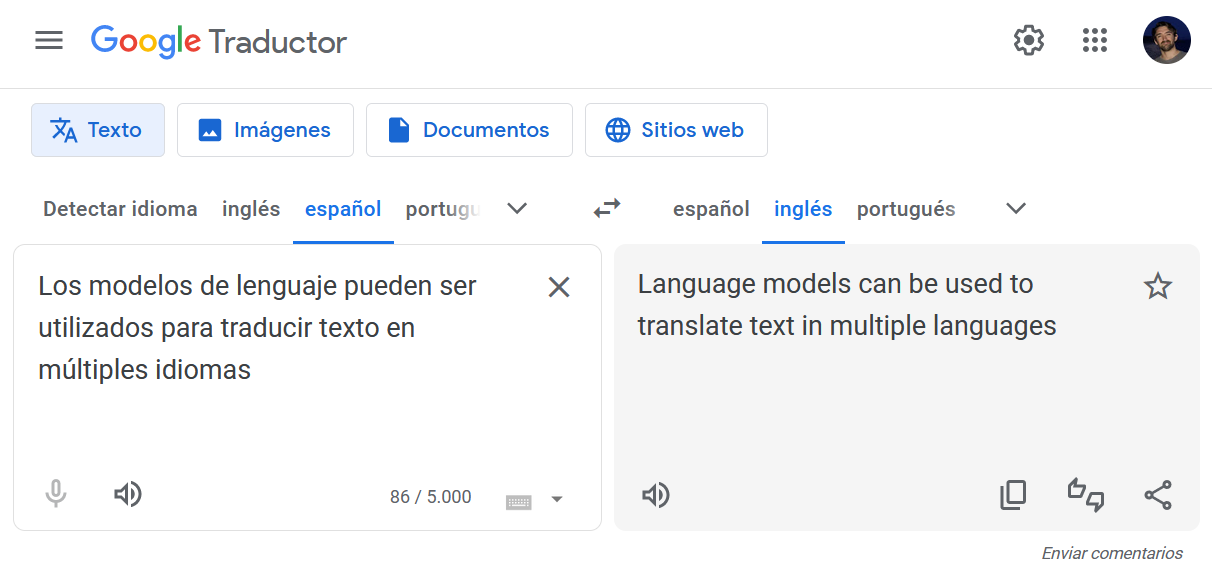 Google Traductor
Texto
Imágenes
Documentos
Sitios web
Detectar idioma
inglés
español
portugu
español
inglés
portugués
Los modelos de lenguaje pueden ser
utilizados para traducir texto en
múltiples idiomas
86 / 5.000
Language models can be used to
translate text in multiple languages
Enviar comentarios